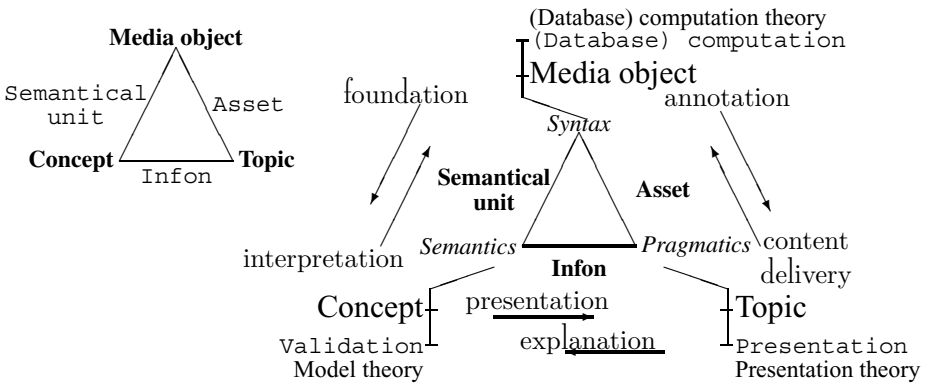 Media object
Semantical
unit
Asset
Concept
Topic
Infon
(Database) computation theory
(Database) computation
Media object
foundation
annotation
Syntax
Semantical
unit
Asset
Semantics
Pragmatics
interpretation
content
delivery
Infon
Concept
presentation
Topic
Validation
explanation
Presentation
Model theory
Presentation theory